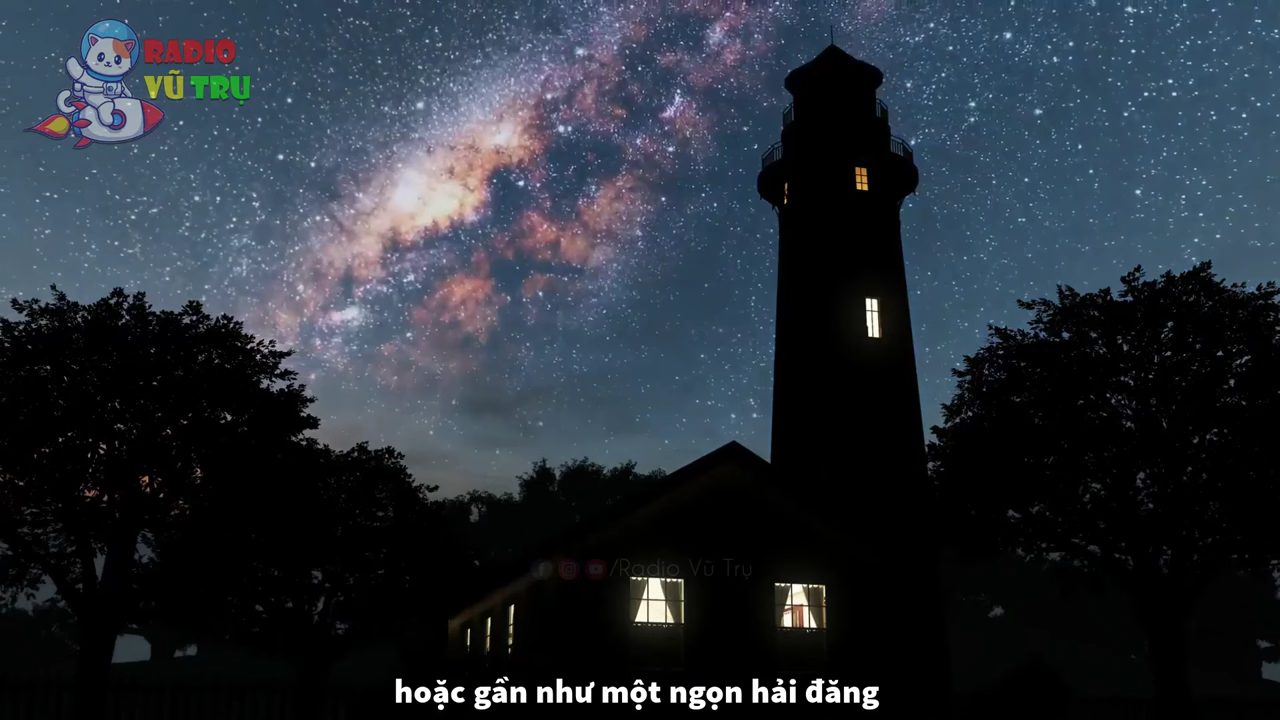 RADIO
VŨ TRỤ
/Radio Vũ Trụ
hoặc gần như một ngọn hải đăng